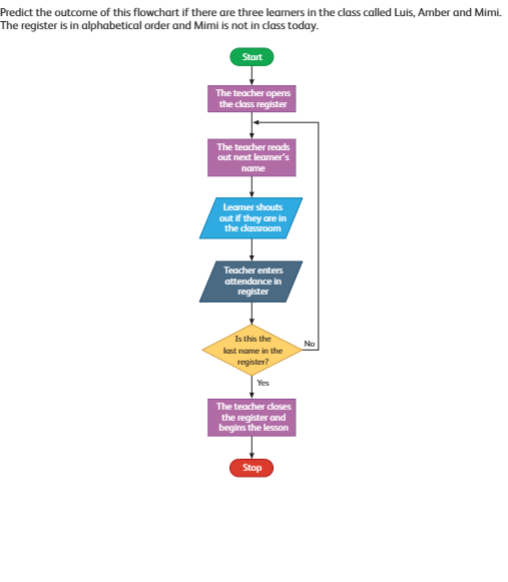 Predict the outcome of this flowchart if there are three learners in the class called Luis, Amber and Mimi.
The register is in alphabetical order and Mimi is not in class today.
Start
The teacher opens
the class register
The teacher reads
out next learner's
name
Learner shouts
out if they are in
the classroom
Teacher enters
attendance in
register
Is this the
last name in the
register?
No
Yes
The teacher closes
the register and
begins the lesson
Stop